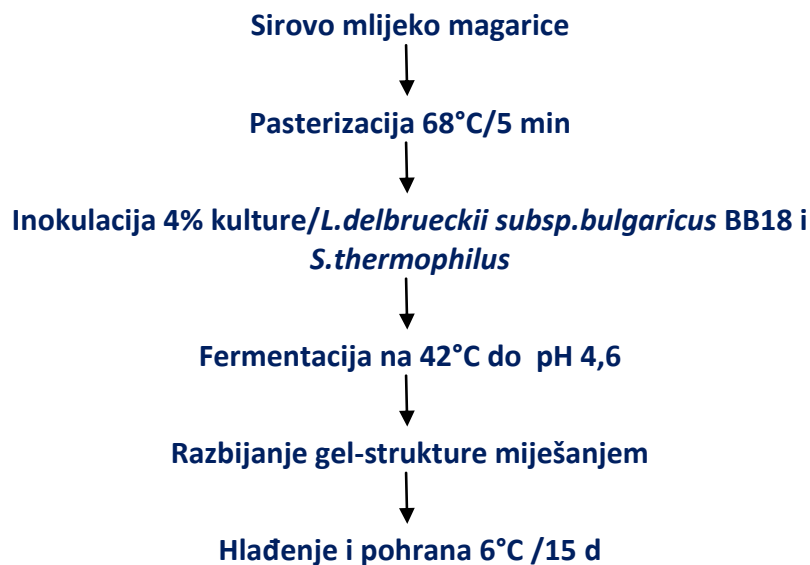 Sirovo mlijeko magarice
Pasterizacija 68°C/5 min
Inokulacija 4% kulture/L.delbrueckii subsp.bulgaricus BB18 i
S.thermophilus
Fermentacija na 42°C do  pH 4,6
Razbijanje gel-strukture miješanjem
Hlađenje i pohrana 6°C /15 d